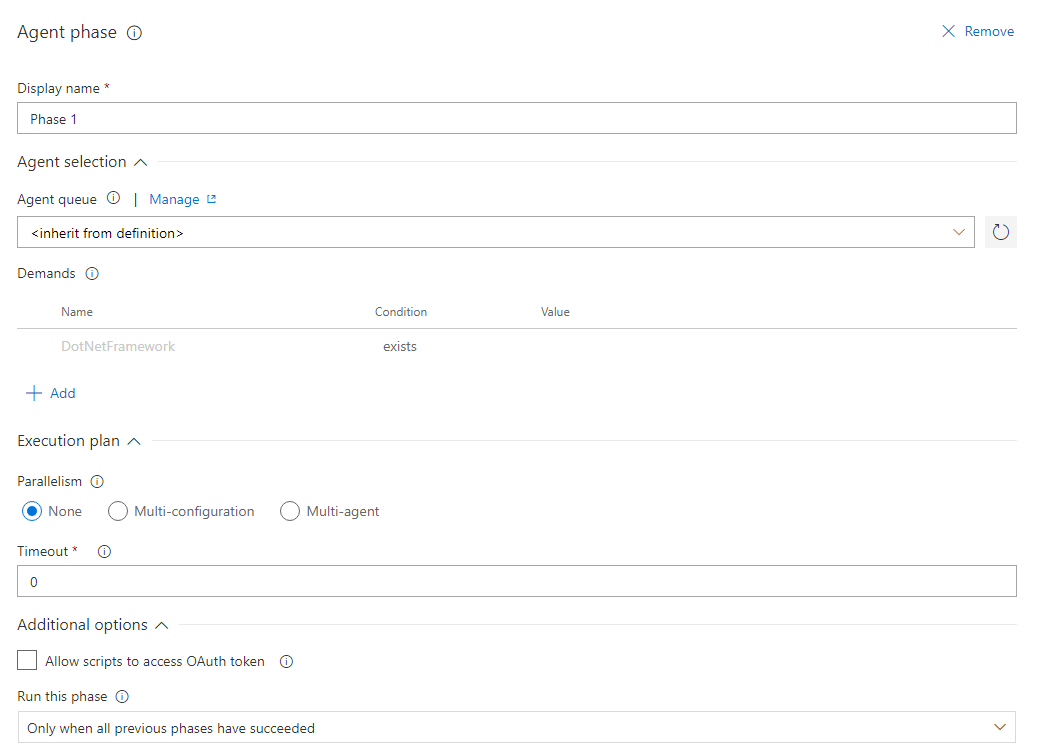 Agent phase
Remove
Display name *
Phase 1
Agent selection
Agent queue | Manage
<inherit from definition>
Demands
Name Condition Value
DotNetFramework exists
Add
Execution plan
Parallelism
None Multi-configuration Multi-agent
Timeout *
0
Additional options
Allow scripts to access OAuth token
Run this phase
Only when all previous phases have succeeded